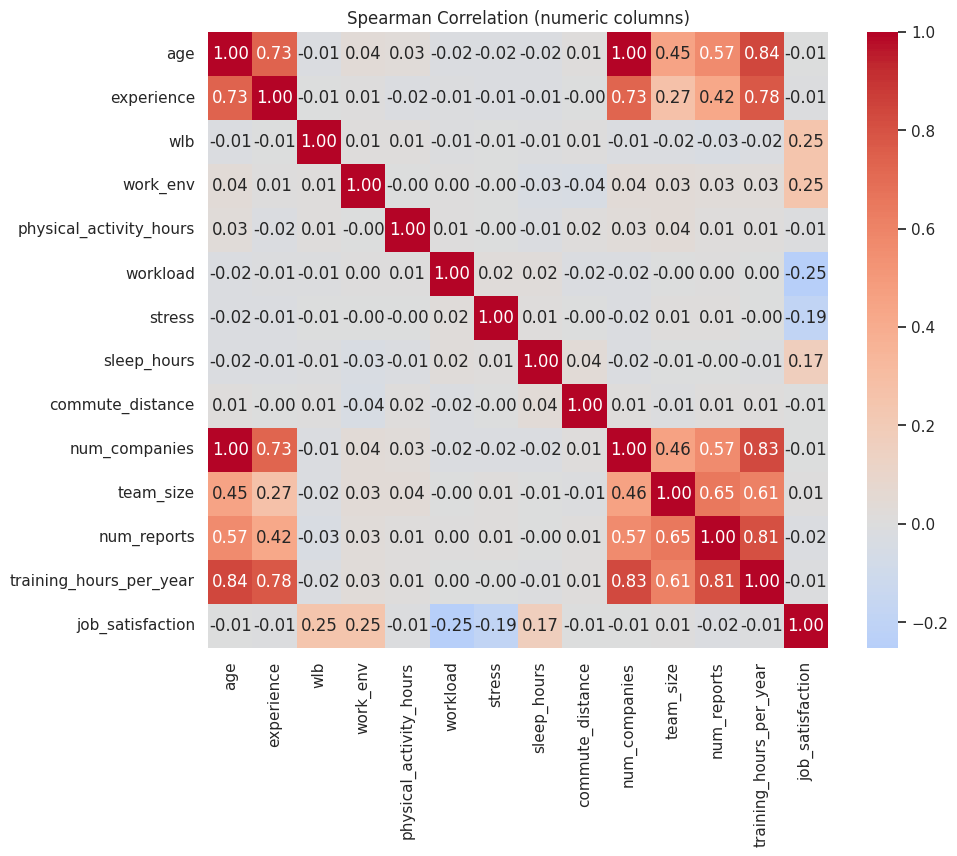 Spearman Correlation (numeric columns)
age 1.00 0.73 -0.01 0.04 0.03 -0.02 -0.02 -0.02 0.01 1.00 0.45 0.57 0.84 -0.01
experience 0.73 1.00 -0.01 0.01 -0.02 -0.01 -0.01 -0.01 -0.00 0.73 0.27 0.42 0.78 -0.01
wlb -0.01 -0.01 1.00 0.01 0.01 -0.01 -0.01 -0.01 0.01 -0.01 -0.02 -0.03 -0.02 0.25
work_env 0.04 0.01 0.01 1.00 -0.00 0.00 -0.00 -0.03 -0.04 0.04 0.03 0.03 0.03 0.25
physical_activity_hours 0.03 -0.02 0.01 -0.00 1.00 0.01 -0.00 -0.01 0.02 0.03 0.04 0.01 0.01 -0.01
workload -0.02 -0.01 -0.01 0.00 0.01 1.00 0.02 0.02 -0.02 -0.02 -0.00 0.00 0.00 -0.25
stress -0.02 -0.01 -0.01 -0.00 -0.00 0.02 1.00 0.01 -0.00 -0.02 0.01 0.01 -0.00 -0.19
sleep_hours -0.02 -0.01 -0.01 -0.03 -0.01 0.02 0.01 1.00 0.04 -0.02 -0.01 -0.00 -0.01 0.17
commute_distance 0.01 -0.00 0.01 -0.04 0.02 -0.02 -0.00 0.04 1.00 0.01 -0.01 0.01 0.01 -0.01
num_companies 1.00 0.73 -0.01 0.04 0.03 -0.02 -0.02 -0.02 0.01 1.00 0.46 0.57 0.83 -0.01
team_size 0.45 0.27 -0.02 0.03 0.04 -0.00 0.01 -0.01 -0.01 0.46 1.00 0.65 0.61 0.01
num_reports 0.57 0.42 -0.03 0.03 0.01 0.00 0.01 -0.00 0.01 0.57 0.65 1.00 0.81 -0.02
training_hours_per_year 0.84 0.78 -0.02 0.03 0.01 0.00 -0.00 -0.01 0.01 0.83 0.61 0.81 1.00 -0.01
job_satisfaction -0.01 -0.01 0.25 0.25 -0.01 -0.25 -0.19 0.17 -0.01 -0.01 0.01 -0.02 -0.01 1.00
age
experience
wlb
work_env
physical_activity_hours
workload
stress
sleep_hours
commute_distance
num_companies
team_size
num_reports
training_hours_per_year
job_satisfaction
1.0
0.8
0.6
0.4
0.2
0.0
−0.2